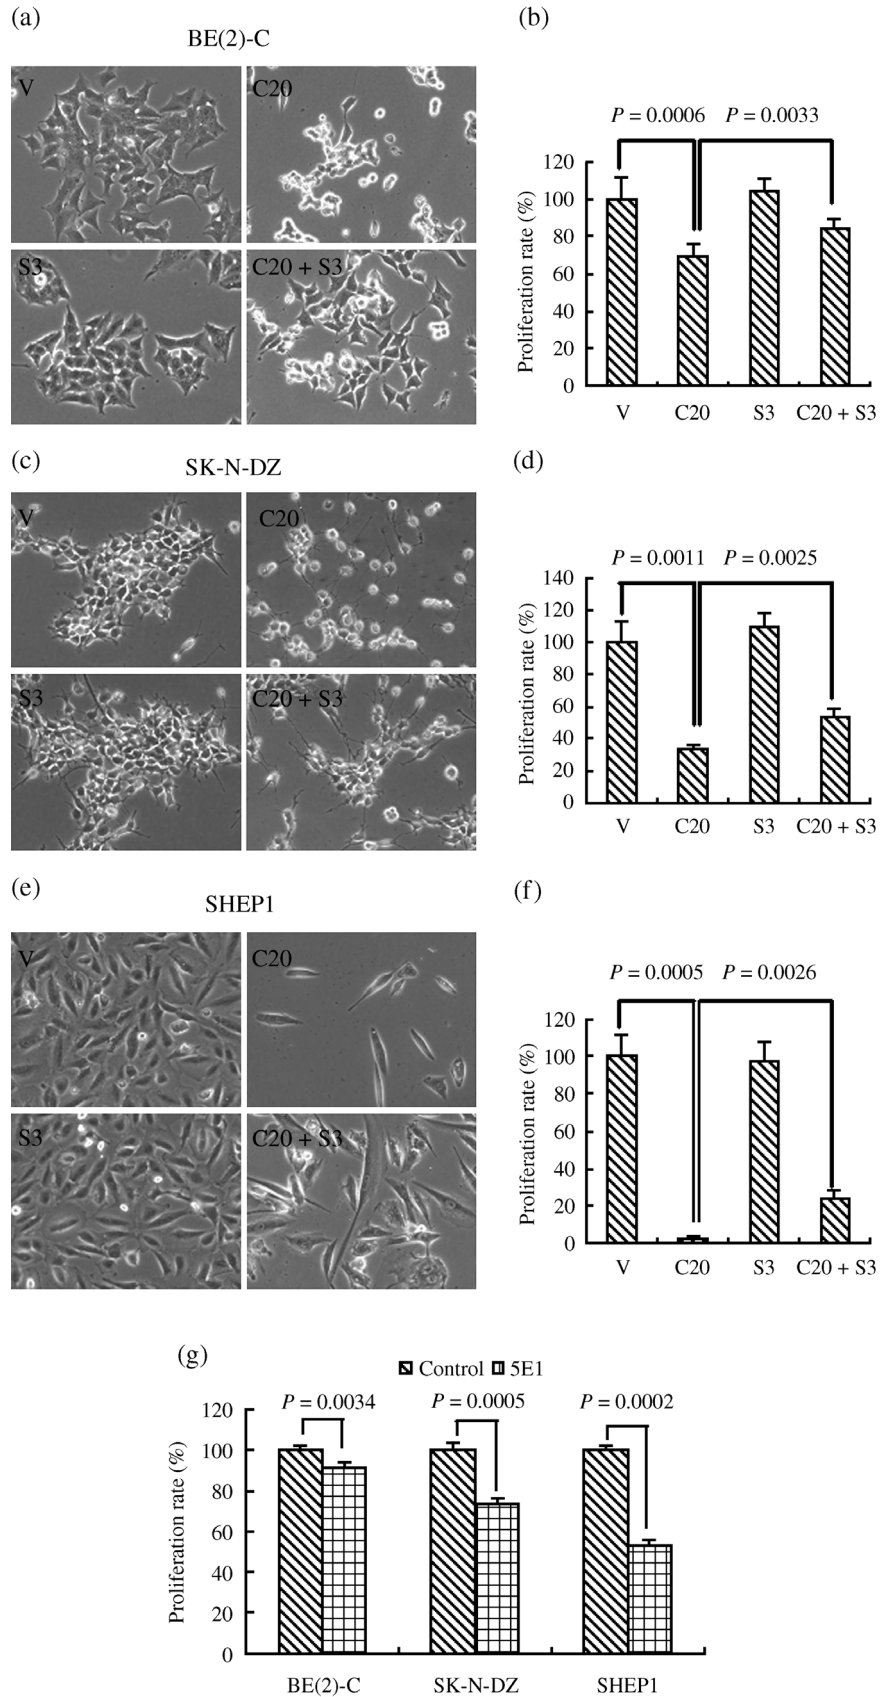 (a)
BE(2)-C
V
C20
S3
C20 + S3
(b)
P = 0.0006 P = 0.0033
Proliferation rate (%)
120
100
80
60
40
20
0
V C20 S3 C20 + S3
(c)
SK-N-DZ
V
C20
S3
C20 + S3
(d)
P = 0.0011 P = 0.0025
Proliferation rate (%)
140
120
100
80
60
40
20
0
V C20 S3 C20 + S3
(e)
SHEP1
V
C20
S3
C20 + S3
(f)
P = 0.0005 P = 0.0026
Proliferation rate (%)
120
100
80
60
40
20
0
V C20 S3 C20 + S3
(g)
Control 5E1
P = 0.0034 P = 0.0005 P = 0.0002
Proliferation rate (%)
120
100
80
60
40
20
0
BE(2)-C SK-N-DZ SHEP1